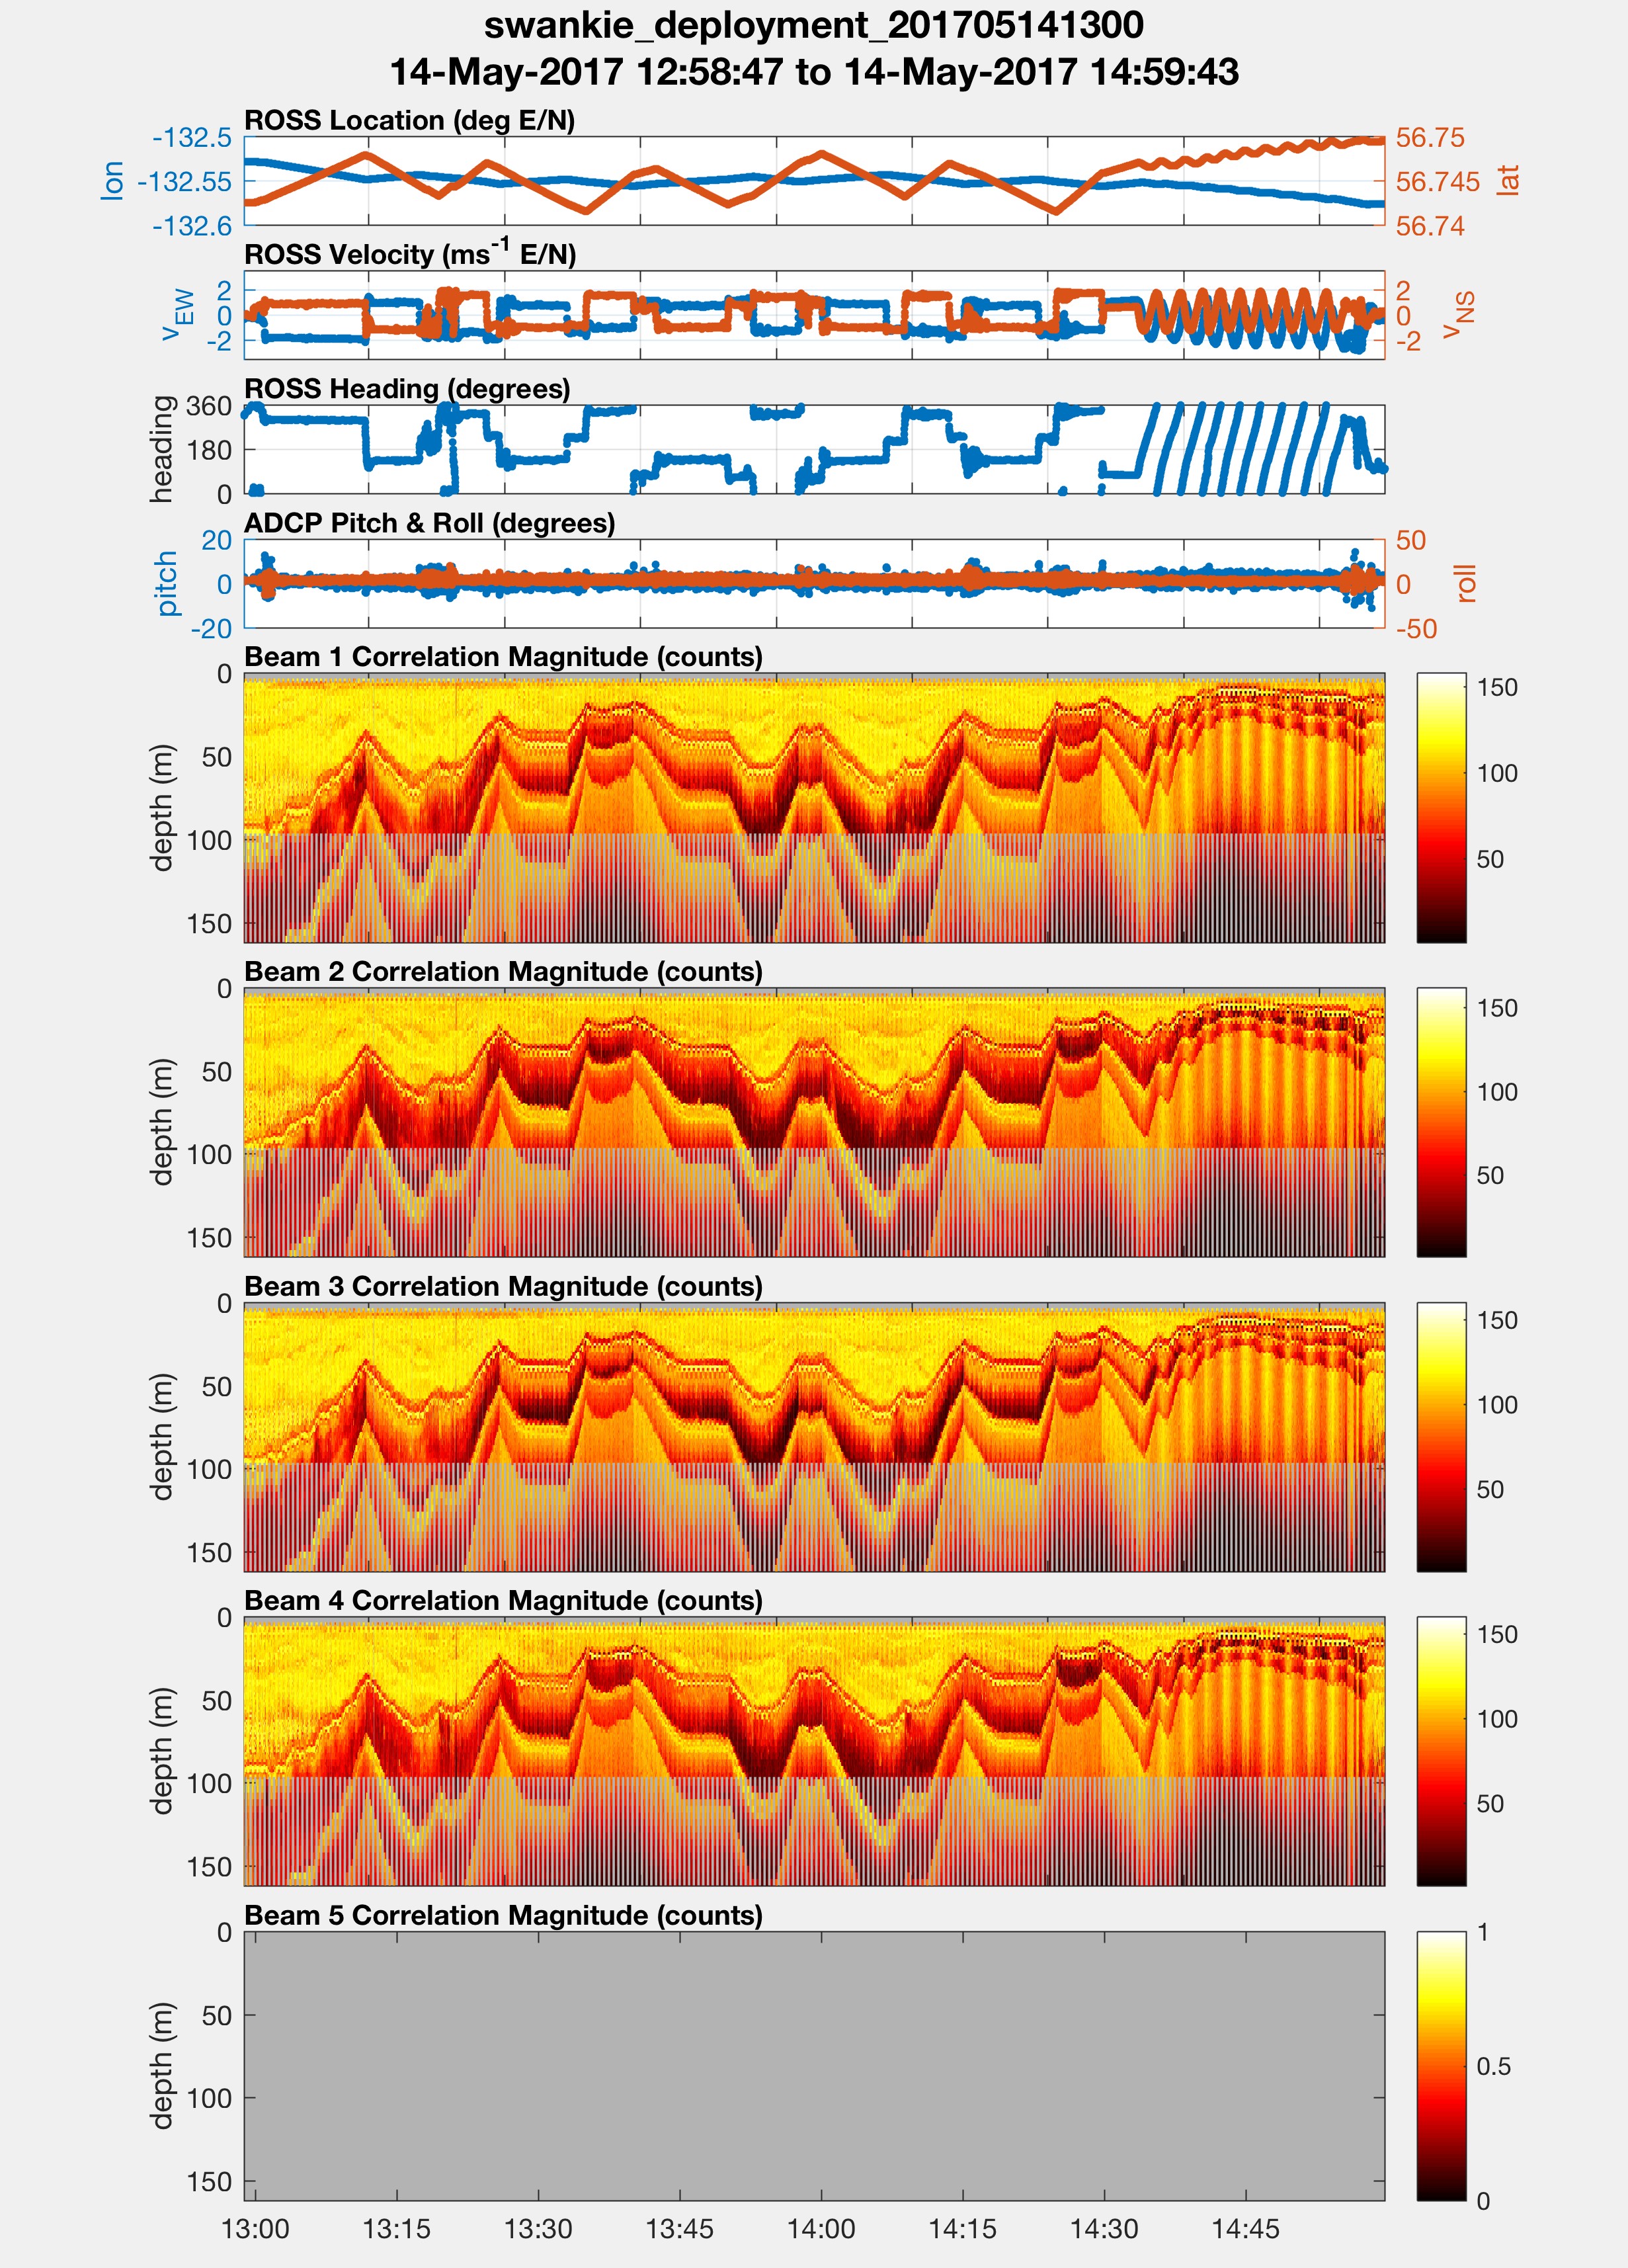 swankie_deployment_201705141300
14-May-2017 12:58:47 to 14-May-2017 14:59:43
ROSS Location (deg E/N)
lon
-132.5
-132.55
-132.6
56.75
56.745
56.74
lat
ROSS Velocity (ms-1 E/N)
vEW
2
0
-2
2
0
-2
vNS
ROSS Heading (degrees)
heading
360
180
0
ADCP Pitch & Roll (degrees)
pitch
20
0
-20
50
0
-50
roll
Beam 1 Correlation Magnitude (counts)
depth (m)
0
50
100
150
150
100
50
Beam 2 Correlation Magnitude (counts)
depth (m)
0
50
100
150
150
100
50
Beam 3 Correlation Magnitude (counts)
depth (m)
0
50
100
150
150
100
50
Beam 4 Correlation Magnitude (counts)
depth (m)
0
50
100
150
150
100
50
Beam 5 Correlation Magnitude (counts)
depth (m)
0
50
100
150
1
0.5
0
13:00 13:15 13:30 13:45 14:00 14:15 14:30 14:45